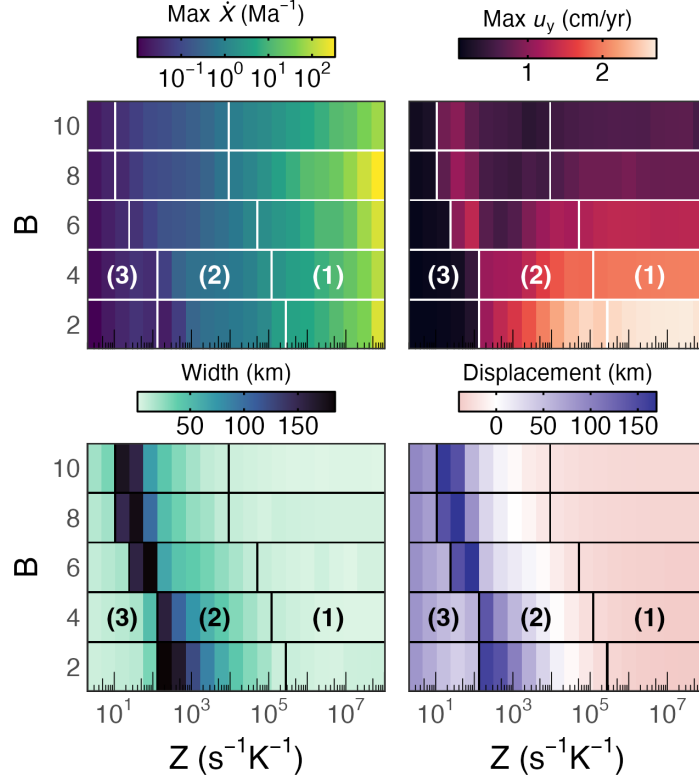 Max Ẋ (Ma⁻¹)
Max u_y (cm/yr)
10⁻¹ 10⁰ 10¹ 10²
1 2
B
10
8
6
4
2
(3) (2) (1)
(3) (2) (1)
Width (km)
Displacement (km)
50 100 150
0 50 100 150
B
10
8
6
4
2
(3) (2) (1)
(3) (2) (1)
10¹ 10³ 10⁵ 10⁷
10¹ 10³ 10⁵ 10⁷
Z (s⁻¹K⁻¹)
Z (s⁻¹K⁻¹)